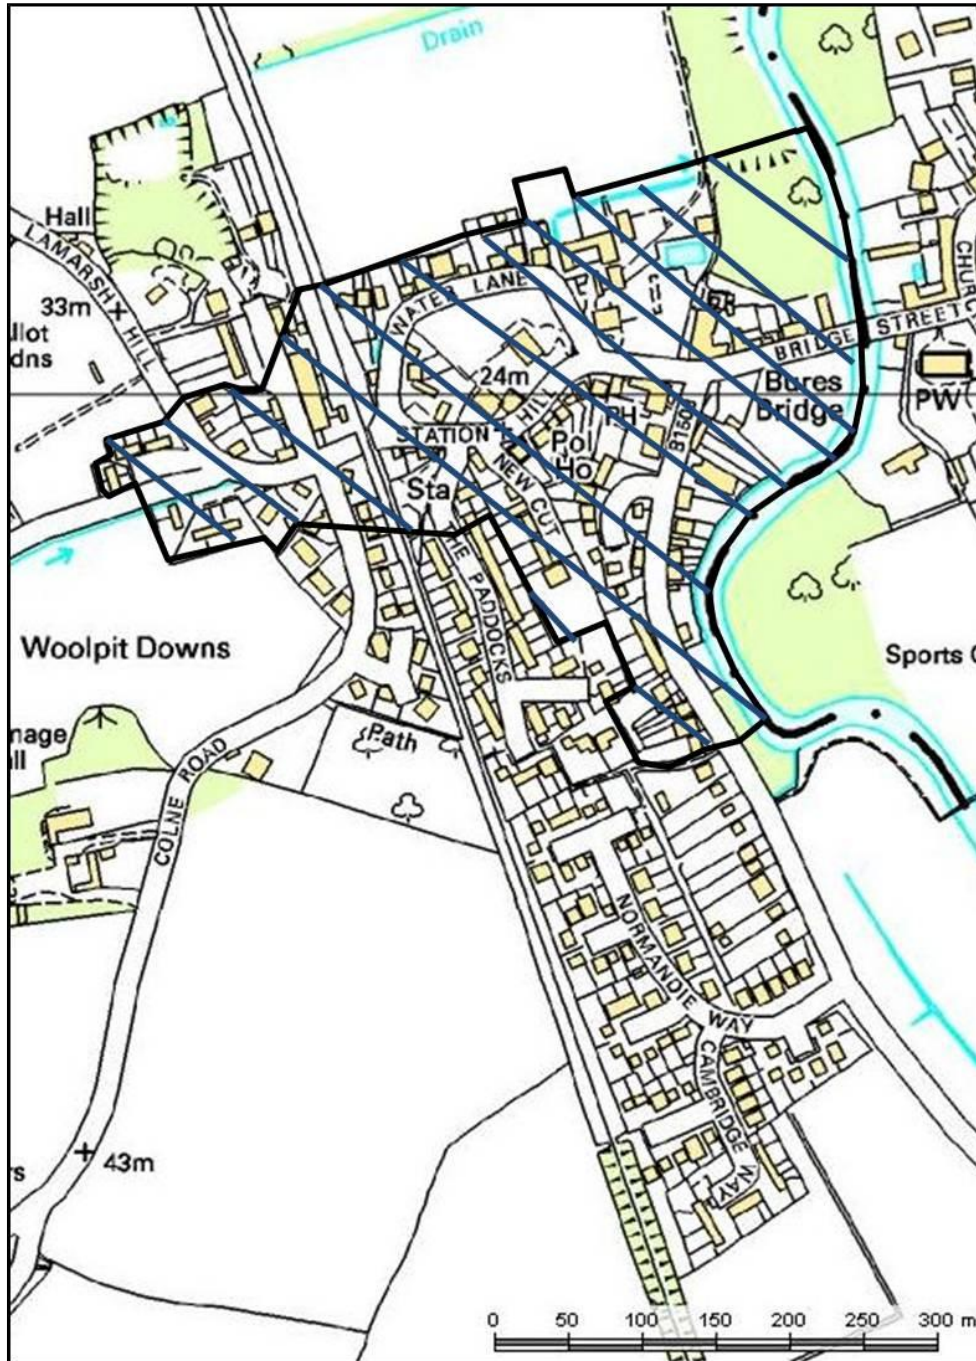 Drain
Hall
LAMARSH HILL
33m
llot
dns
WATER LANE
CHUR
BRIDGE STREET
24m
Bures
Bridge
PW
HILL
PH
B1508
STATION
Pol
Ho
Sta
NEW CUT
THE PADDOCKS
Woolpit Downs
Sports
nage
ll
Path
COLNE ROAD
NORMANDIE WAY
CAMBRIDGE WAY
43m
rs
0 50 100 150 200 250 300 m